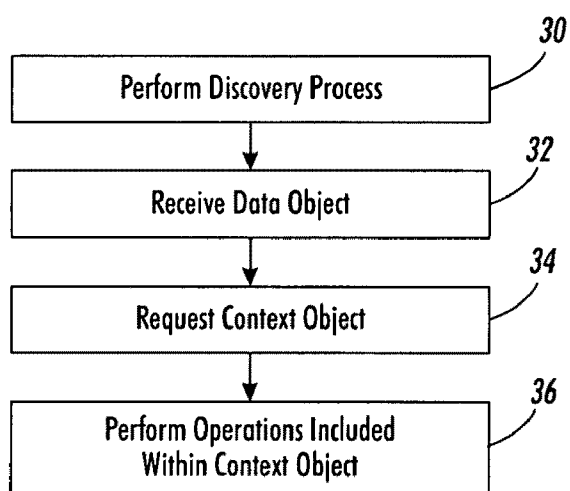 30
Perform Discovery Process
32
Receive Data Object
34
Request Context Object
36
Perform Operations Included
Within Context Object